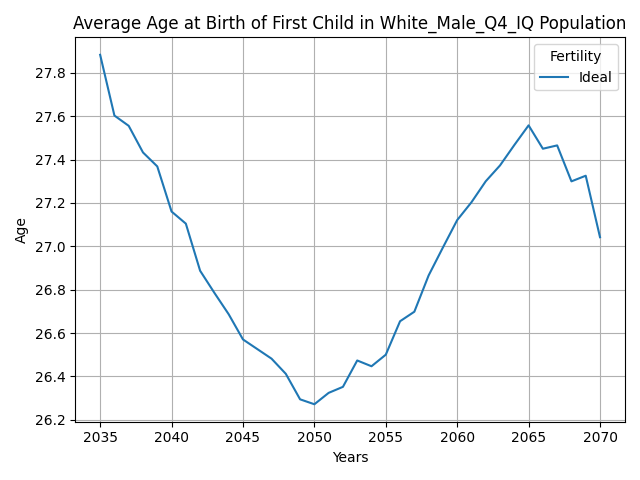 Average Age at Birth of First Child in White_Male_Q4_IQ Population
Fertility
Ideal
Age
27.8
27.6
27.4
27.2
27.0
26.8
26.6
26.4
26.2
2035 2040 2045 2050 2055 2060 2065 2070
Years